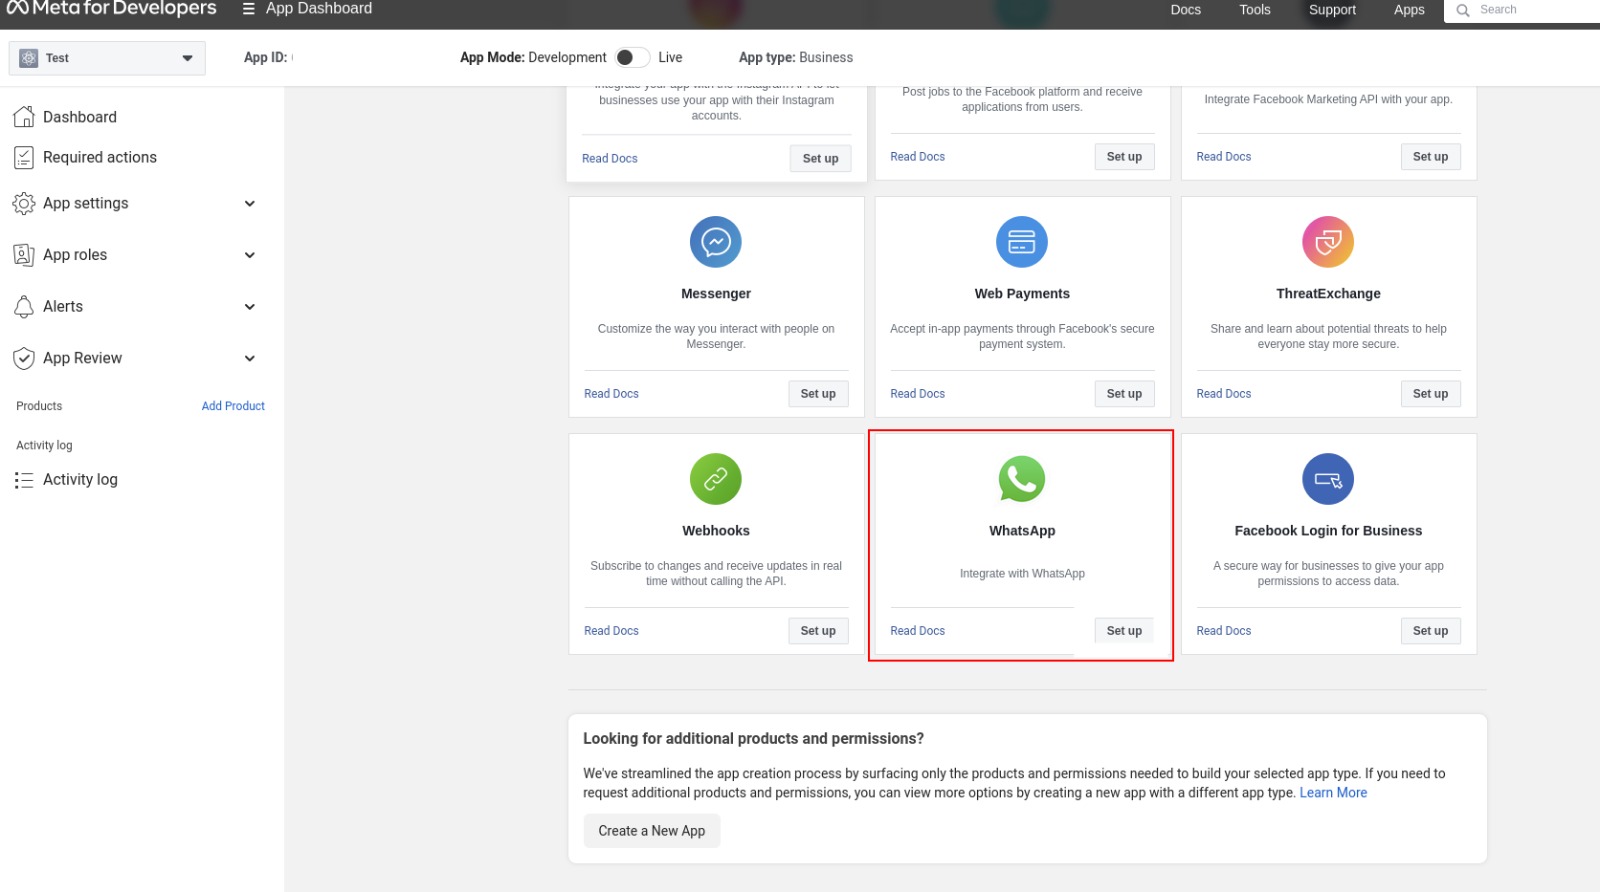 Meta for Developers
App Dashboard
Docs
Tools
Support
Apps
Search
Test
App ID:
App Mode: Development
Live
App type: Business
Dashboard
Required actions
App settings
App roles
Alerts
App Review
Products
Add Product
Activity log
Activity log
Integrate your app with the Instagram API to let
businesses use your app with their Instagram
accounts.
Read Docs
Set up
Post jobs to the Facebook platform and receive
applications from users.
Read Docs
Set up
Integrate Facebook Marketing API with your app.
Read Docs
Set up
Messenger
Customize the way you interact with people on
Messenger.
Read Docs
Set up
Web Payments
Accept in-app payments through Facebook's secure
payment system.
Read Docs
Set up
ThreatExchange
Share and learn about potential threats to help
everyone stay more secure.
Read Docs
Set up
Webhooks
Subscribe to changes and receive updates in real
time without calling the API.
Read Docs
Set up
WhatsApp
Integrate with WhatsApp
Read Docs
Set up
Facebook Login for Business
A secure way for businesses to give your app
permissions to access data.
Read Docs
Set up
Looking for additional products and permissions?
We've streamlined the app creation process by surfacing only the products and permissions needed to build your selected app type. If you need to
request additional products and permissions, you can view more options by creating a new app with a different app type. Learn More
Create a New App